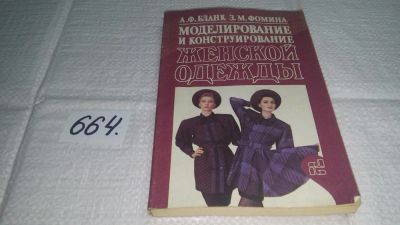 А.Ф. БЛАНК З.М. ФОМИНА
МОДЕЛИРОВАНИЕ
И КОНСТРУИРОВАНИЕ
ЖЕНСКОЙ
ОДЕЖДЫ
664.